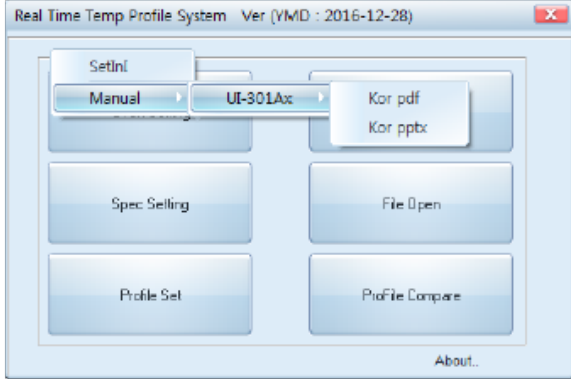 Real Time Temp Profile System Ver (YMD : 2016-12-28)
SetIni
Manual UI-301Ax Kor pdf
Kor pptx
Spec Setting File Open
Profile Set ProFile Compare
About..